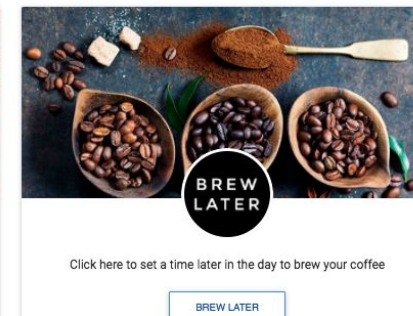 BREW
LATER
Click here to set a time later in the day to brew your coffee
BREW LATER